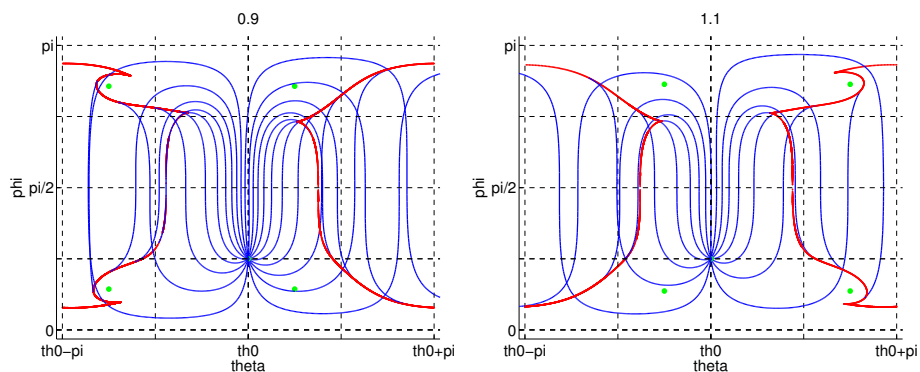 0.9
pi
phi
pi/2
0
th0-pi
th0
th0+pi
theta
1.1
pi
phi
pi/2
0
th0-pi
th0
th0+pi
theta